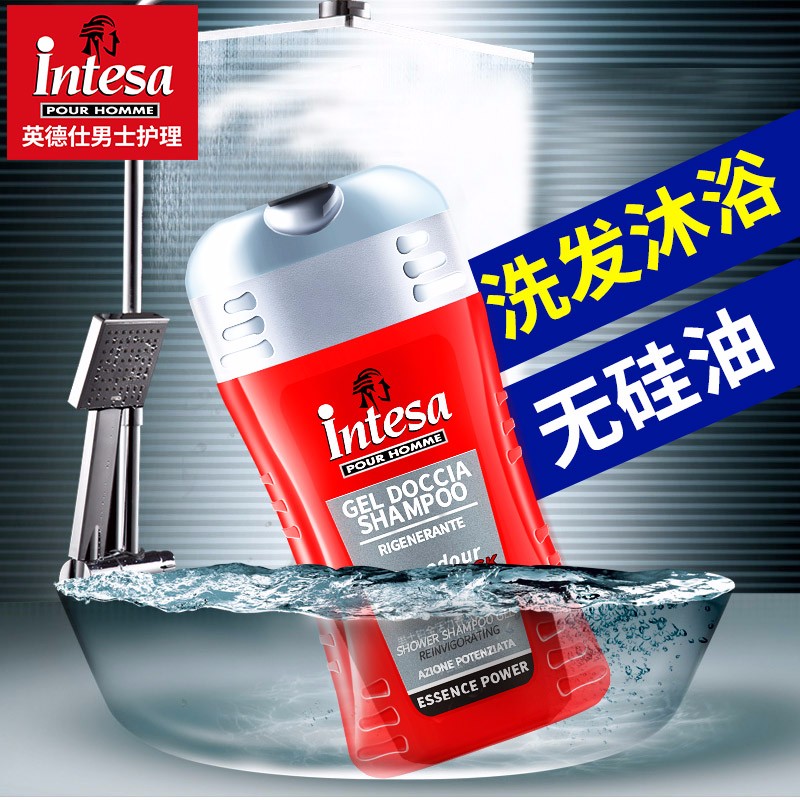 intesa
POUR HOMME
英德仕男士护理
洗发沐浴
无硅油
intesa
POUR HOMME
GEL DOCCIA
SHAMPOO
RIGENERANTE
SHOWER SHAMPOO GEL
REINVIGORATING
AZIONE POTENZIATA
ESSENCE POWER